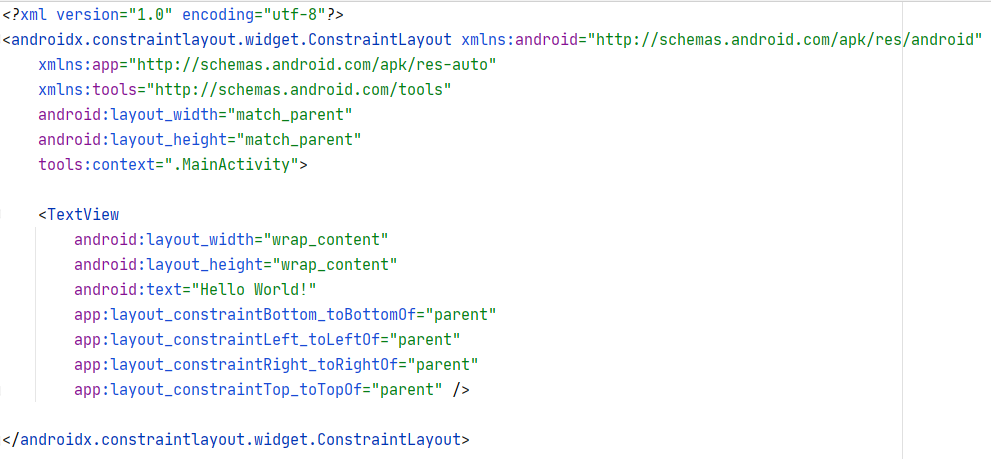 <?xml version="1.0" encoding="utf-8"?>
<androidx.constraintlayout.widget.ConstraintLayout xmlns:android="http://schemas.android.com/apk/res/android"
    xmlns:app="http://schemas.android.com/apk/res-auto"
    xmlns:tools="http://schemas.android.com/tools"
    android:layout_width="match_parent"
    android:layout_height="match_parent"
    tools:context=".MainActivity">

    <TextView
        android:layout_width="wrap_content"
        android:layout_height="wrap_content"
        android:text="Hello World!"
        app:layout_constraintBottom_toBottomOf="parent"
        app:layout_constraintLeft_toLeftOf="parent"
        app:layout_constraintRight_toRightOf="parent"
        app:layout_constraintTop_toTopOf="parent" />

</androidx.constraintlayout.widget.ConstraintLayout>